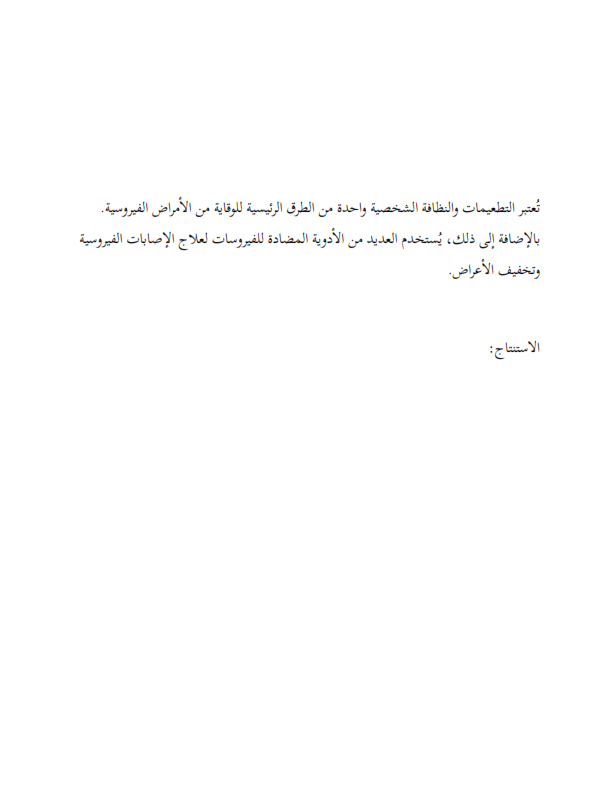 تُعتبر التطعيمات والنظافة الشخصية واحدة من الطرق الرئيسية للوقاية من الأمراض الفيروسية.
بالإضافة إلى ذلك، يُستخدم العديد من الأدوية المضادة للفيروسات لعلاج الإصابات الفيروسية
وتخفيف الأعراض.
الاستنتاج: